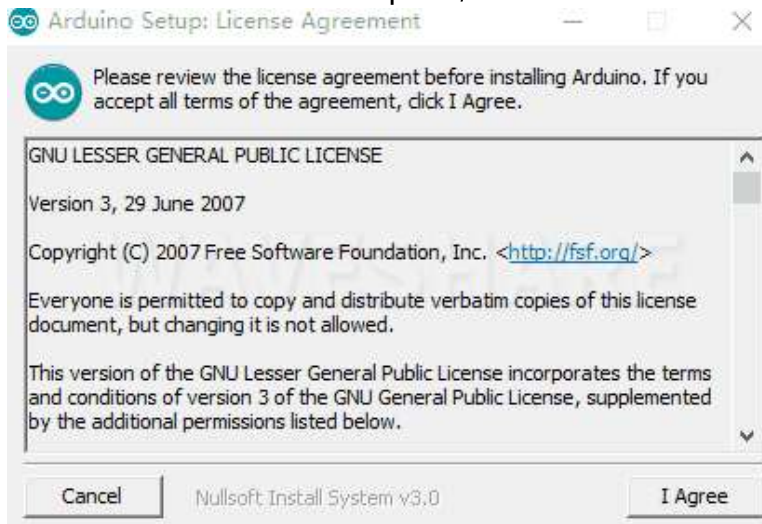 Arduino Setup: License Agreement
Please review the license agreement before installing Arduino. If you
accept all terms of the agreement, click I Agree.
GNU LESSER GENERAL PUBLIC LICENSE
Version 3, 29 June 2007
Copyright (C) 2007 Free Software Foundation, Inc. <http://fsf.org/>
Everyone is permitted to copy and distribute verbatim copies of this license
document, but changing it is not allowed.
This version of the GNU Lesser General Public License incorporates the terms
and conditions of version 3 of the GNU General Public License, supplemented
by the additional permissions listed below.
Cancel
Nullsoft Install System v3.0
I Agree
WAVESHARE